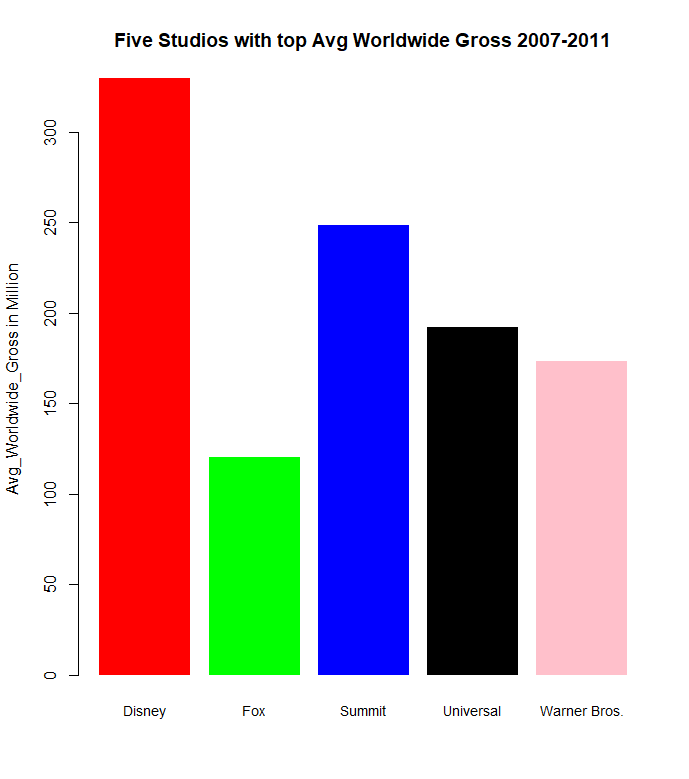 Five Studios with top Avg Worldwide Gross 2007-2011
Avg_Worldwide_Gross in Million
300
250
200
150
100
50
0
Disney Fox Summit Universal Warner Bros.